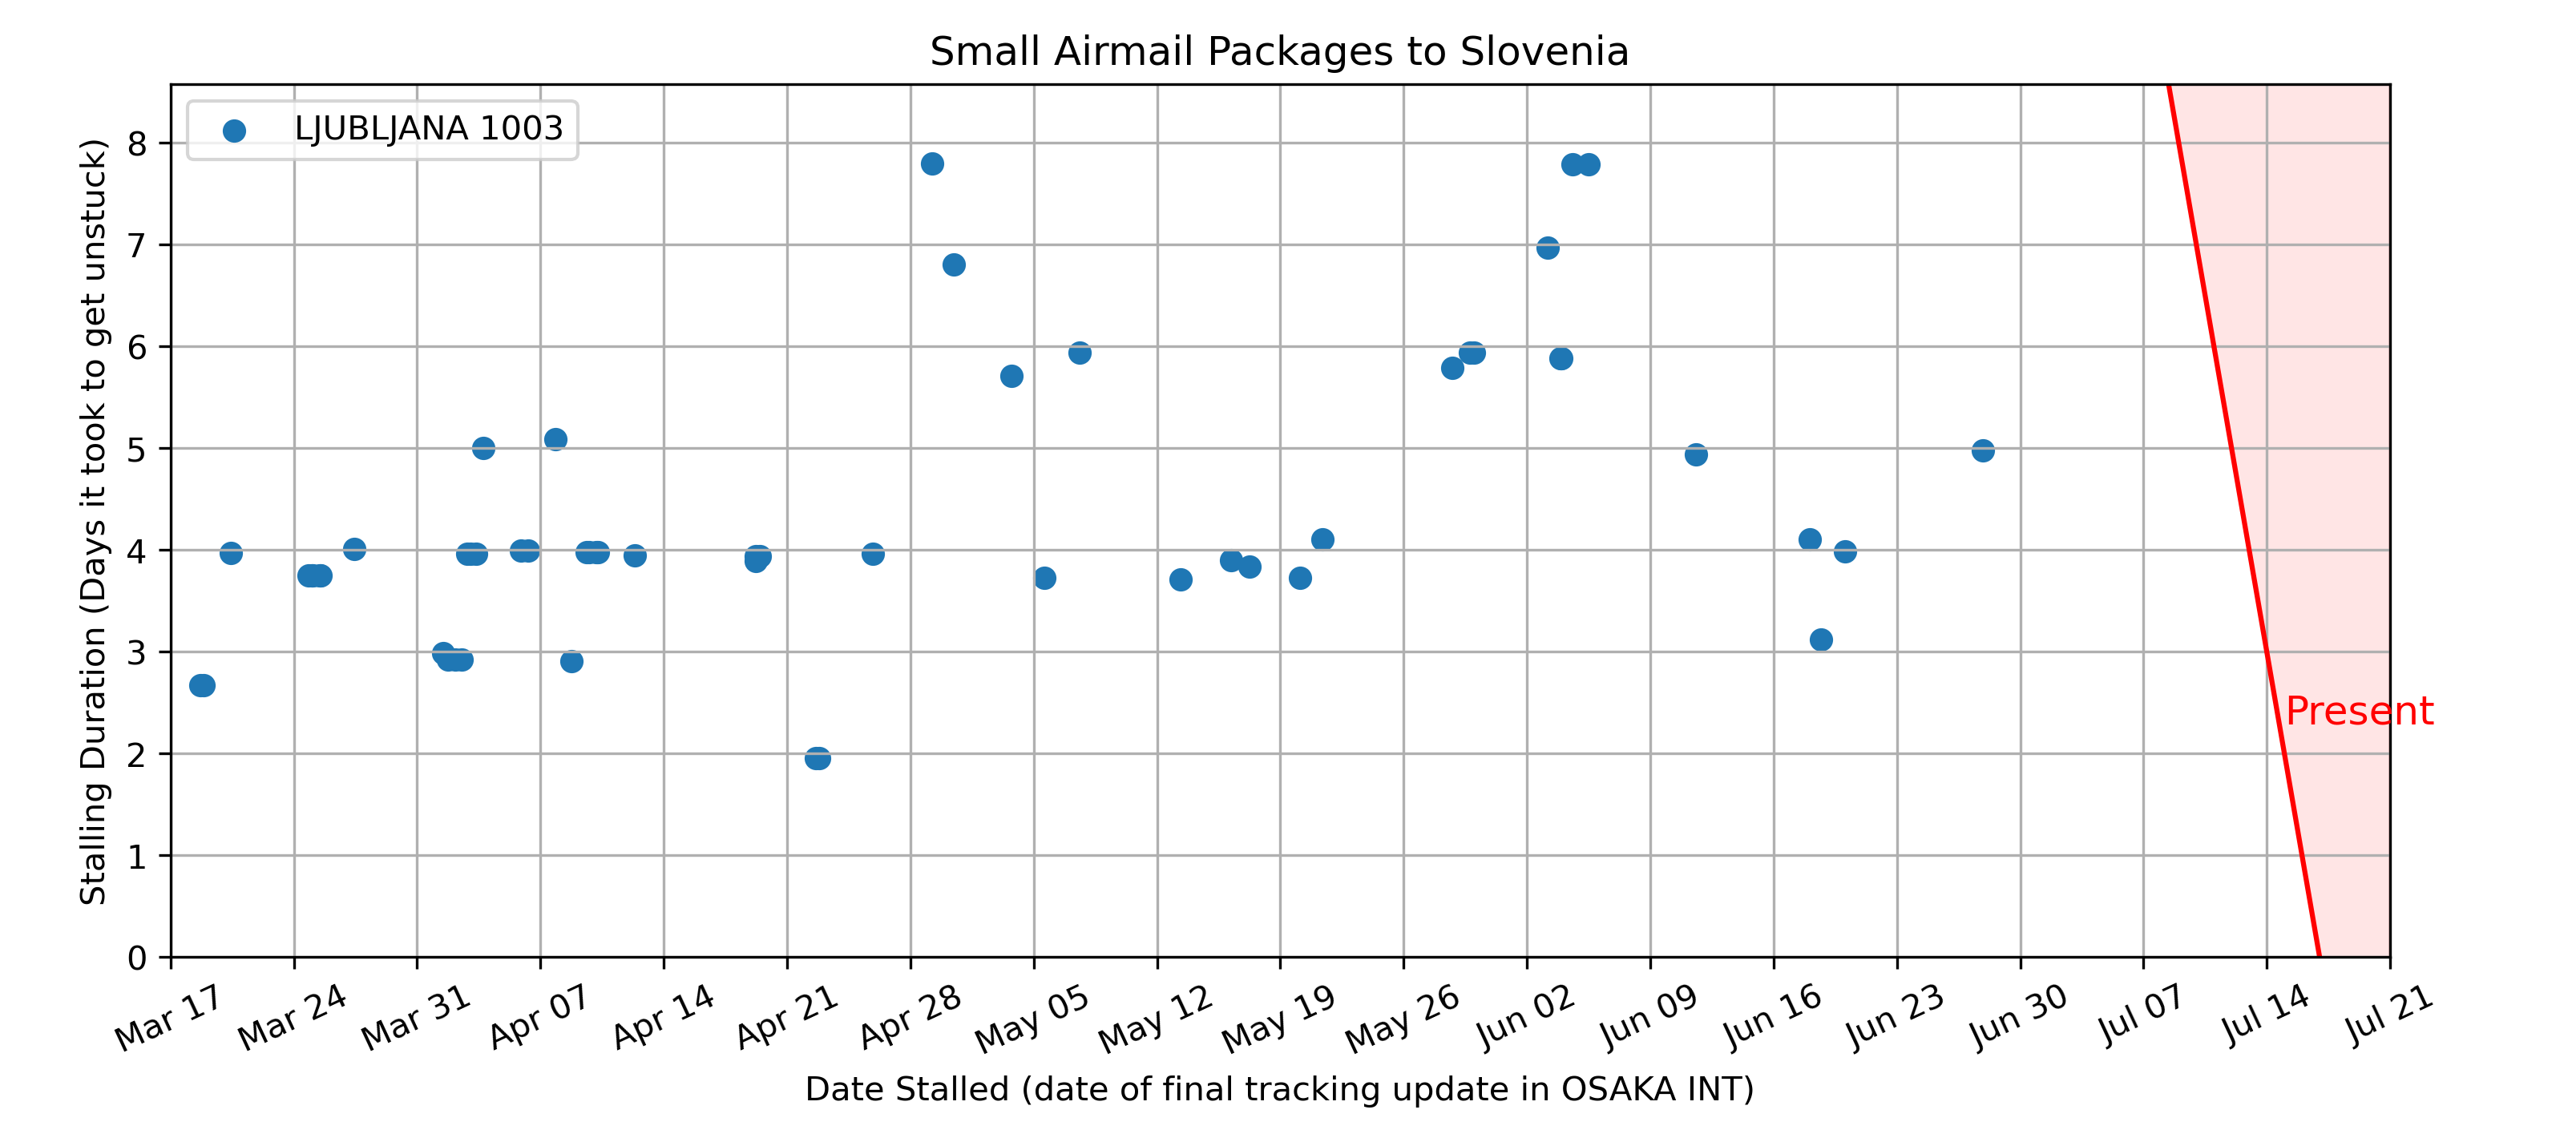 Small Airmail Packages to Slovenia
LJUBLJANA 1003
Stalling Duration (Days it took to get unstuck)
8
7
6
5
4
3
2
1
0
Present
Mar 17
Mar 24
Mar 31
Apr 07
Apr 14
Apr 21
Apr 28
May 05
May 12
May 19
May 26
Jun 02
Jun 09
Jun 16
Jun 23
Jun 30
Jul 07
Jul 14
Jul 21
Date Stalled (date of final tracking update in OSAKA INT)